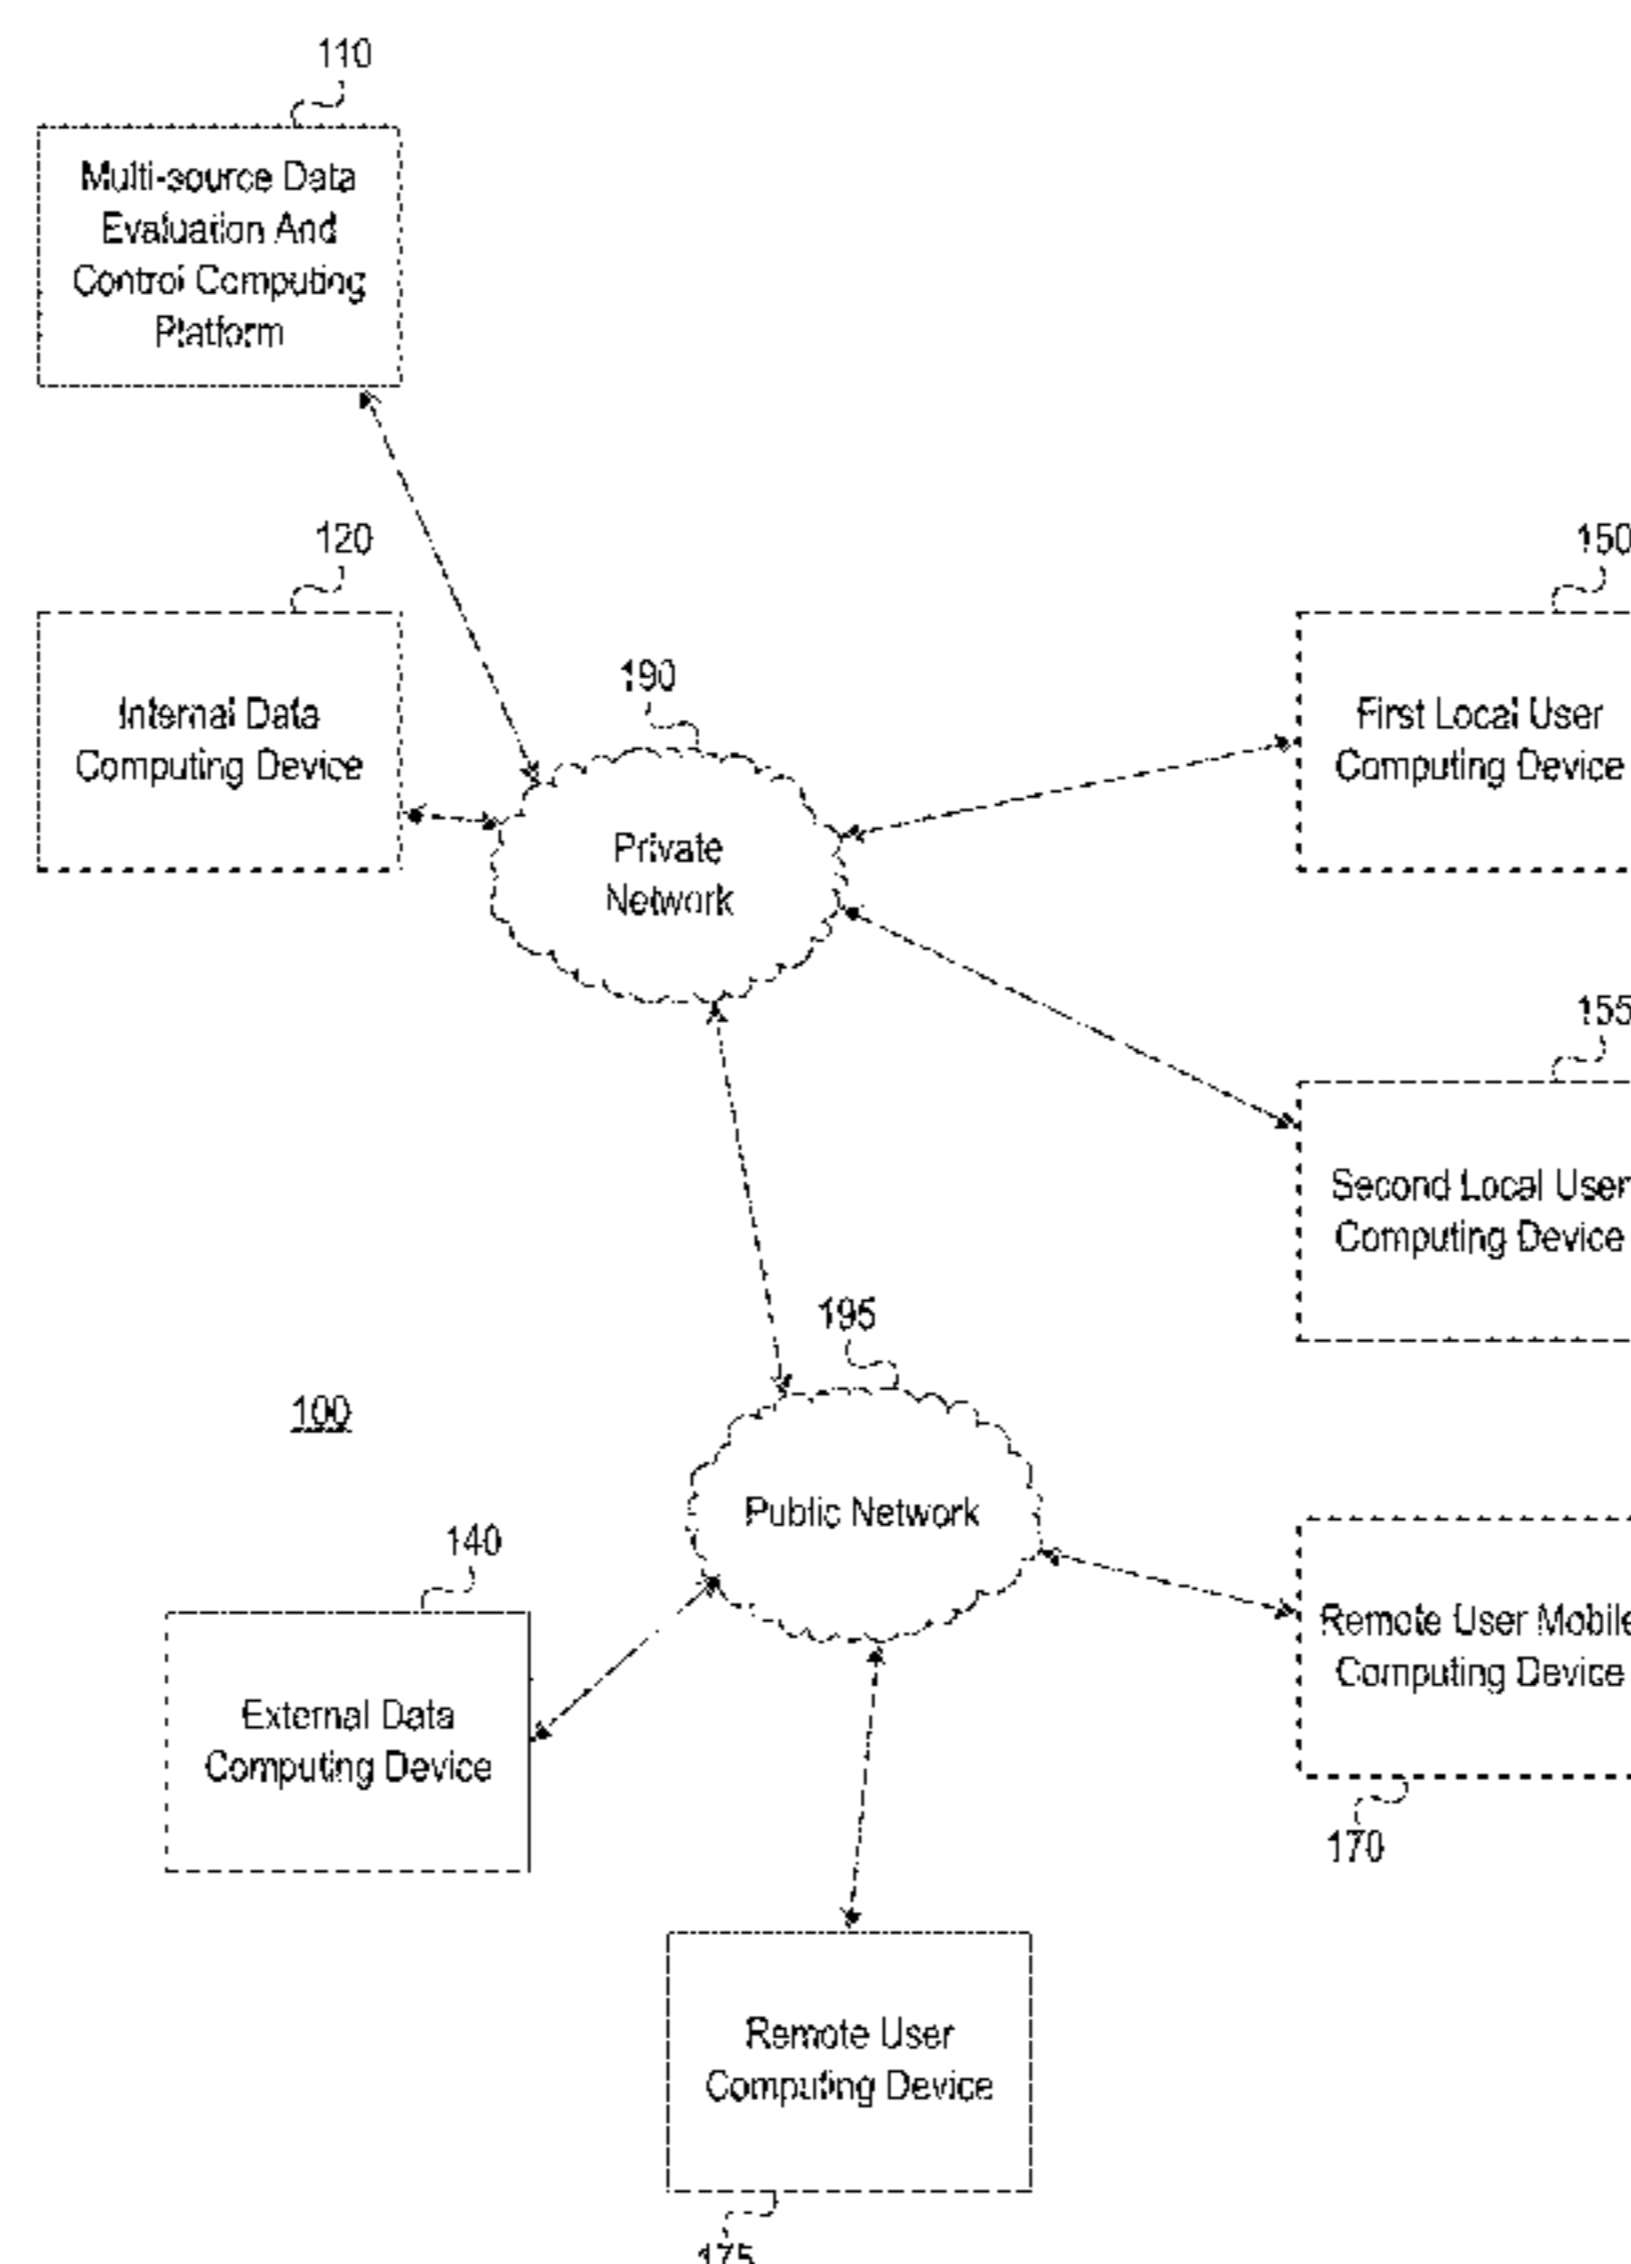 110
Multi-source Data
Evaluation And
Control Computing
Platform
120
Internal Data
Computing Device
190
Private
Network
150
First Local User
Computing Device
155
Second Local User
Computing Device
195
Public Network
100
140
External Data
Computing Device
Remote User Mobile
Computing Device
170
Remote User
Computing Device
175